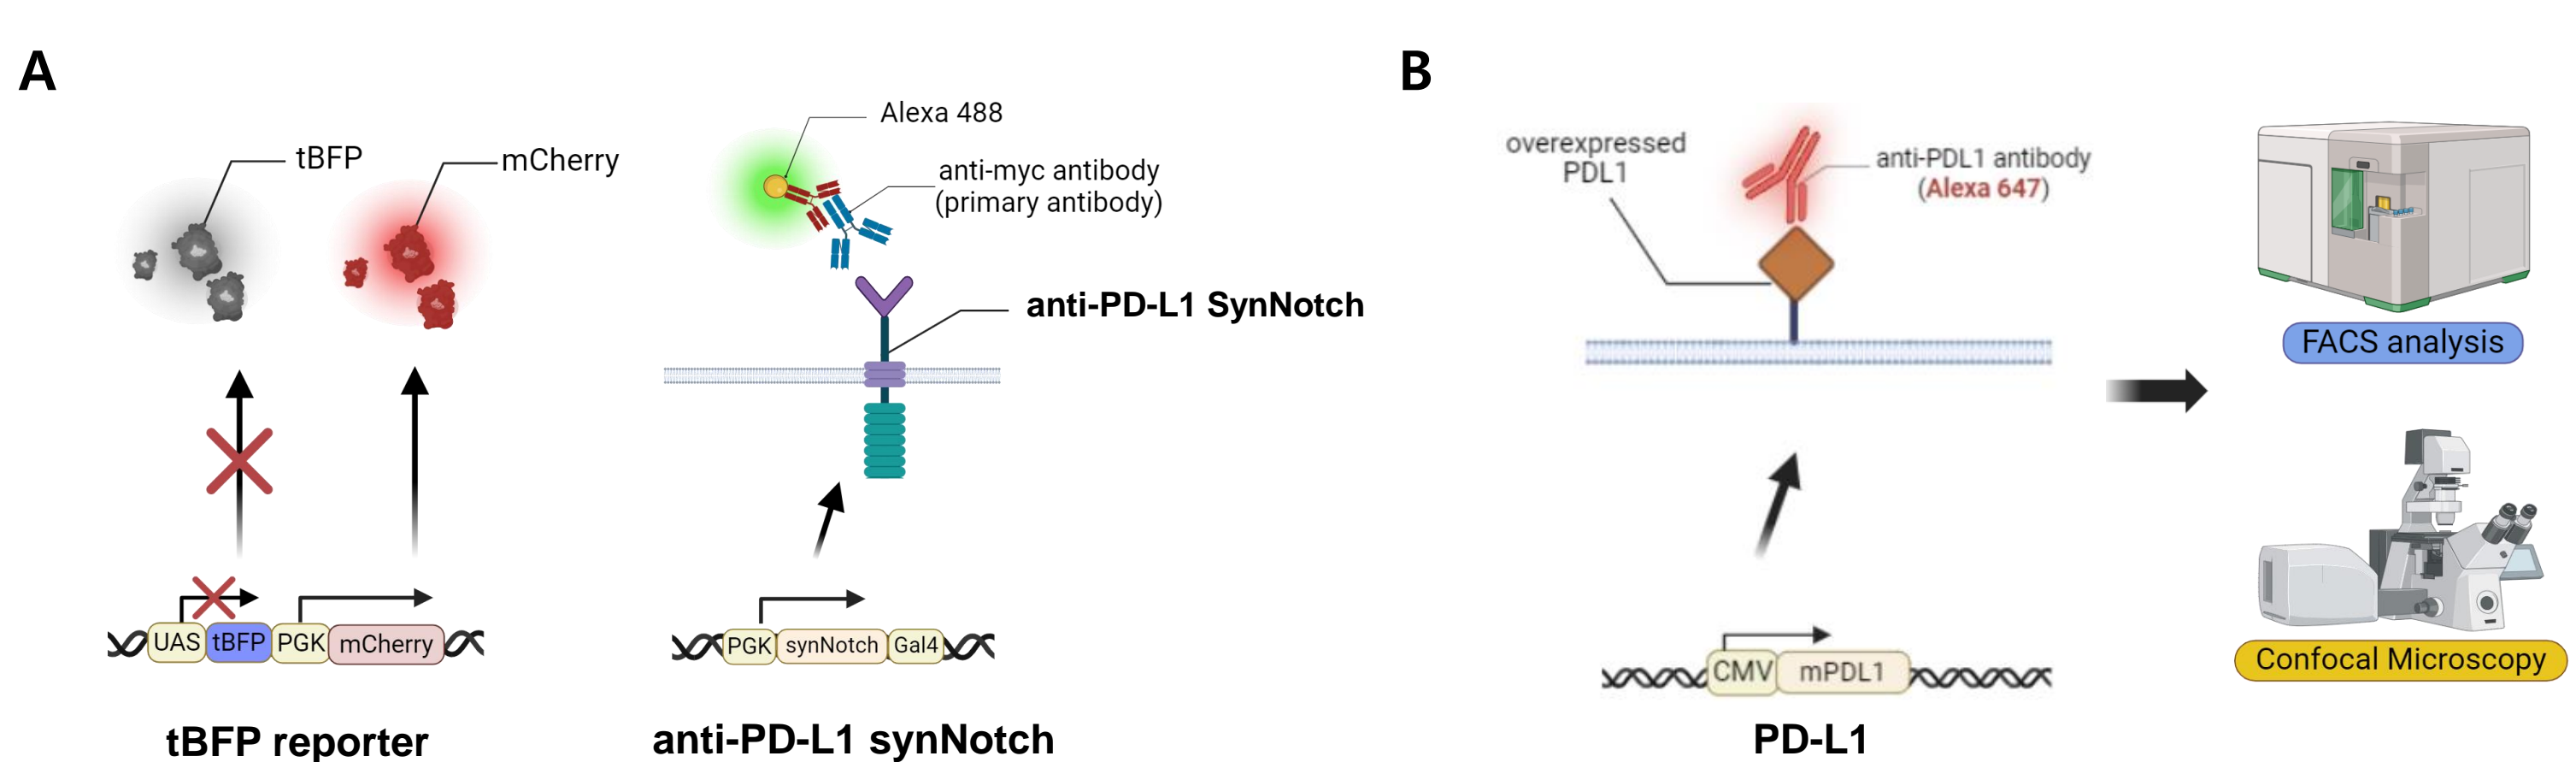 A
tBFP
mCherry
Alexa 488
anti-myc antibody
(primary antibody)
anti-PD-L1 SynNotch
UAS tBFP PGK mCherry
PGK synNotch Gal4
tBFP reporter
anti-PD-L1 synNotch
B
overexpressed
PDL1
anti-PDL1 antibody
(Alexa 647)
CMV mPDL1
PD-L1
FACS analysis
Confocal Microscopy